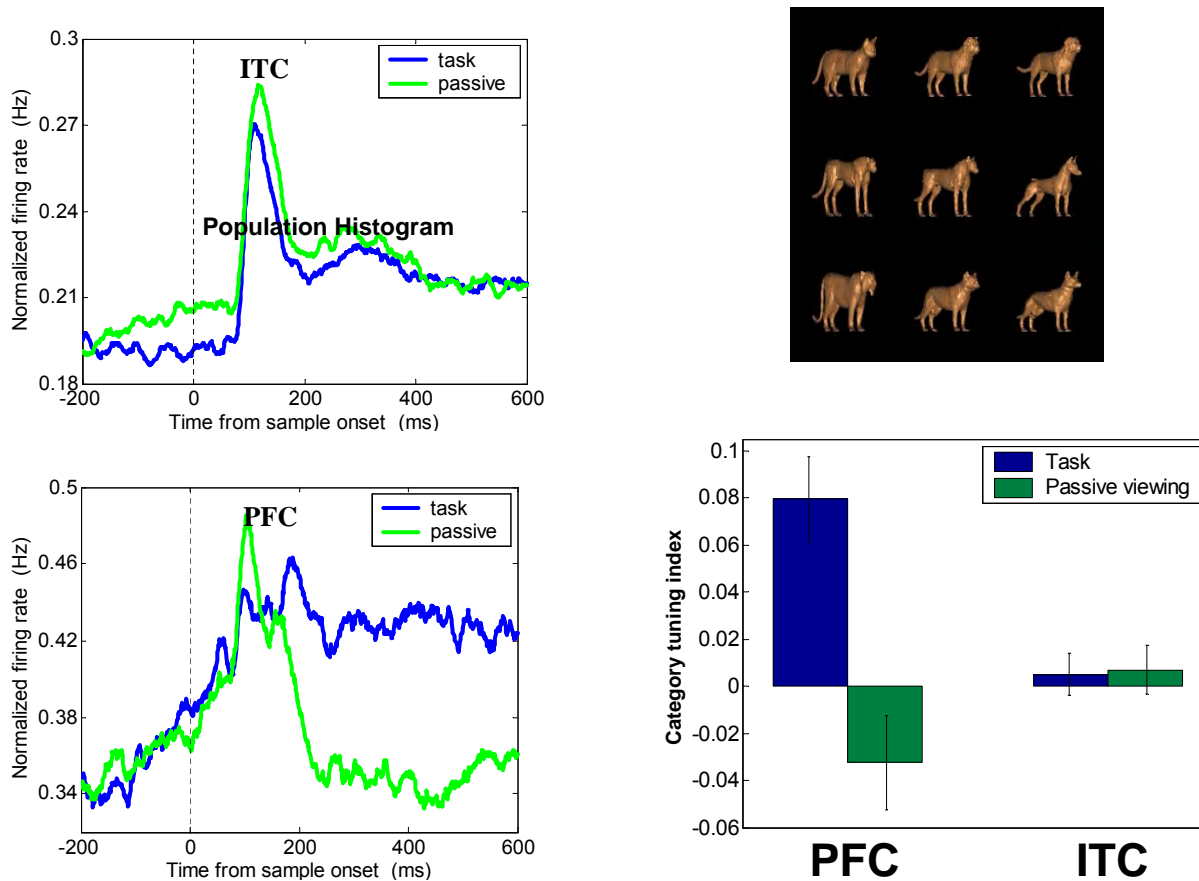 0.3
0.27
0.24
0.21
0.18
Normalized firing rate (Hz)
ITC
task
passive
Population Histogram
-200 0 200 400 600
Time from sample onset (ms)
0.5
0.46
0.42
0.38
0.34
Normalized firing rate (Hz)
PFC
task
passive
-200 0 200 400 600
Time from sample onset (ms)
0.1
0.08
0.06
0.04
0.02
0
-0.02
-0.04
-0.06
Category tuning index
Task
Passive viewing
PFC ITC